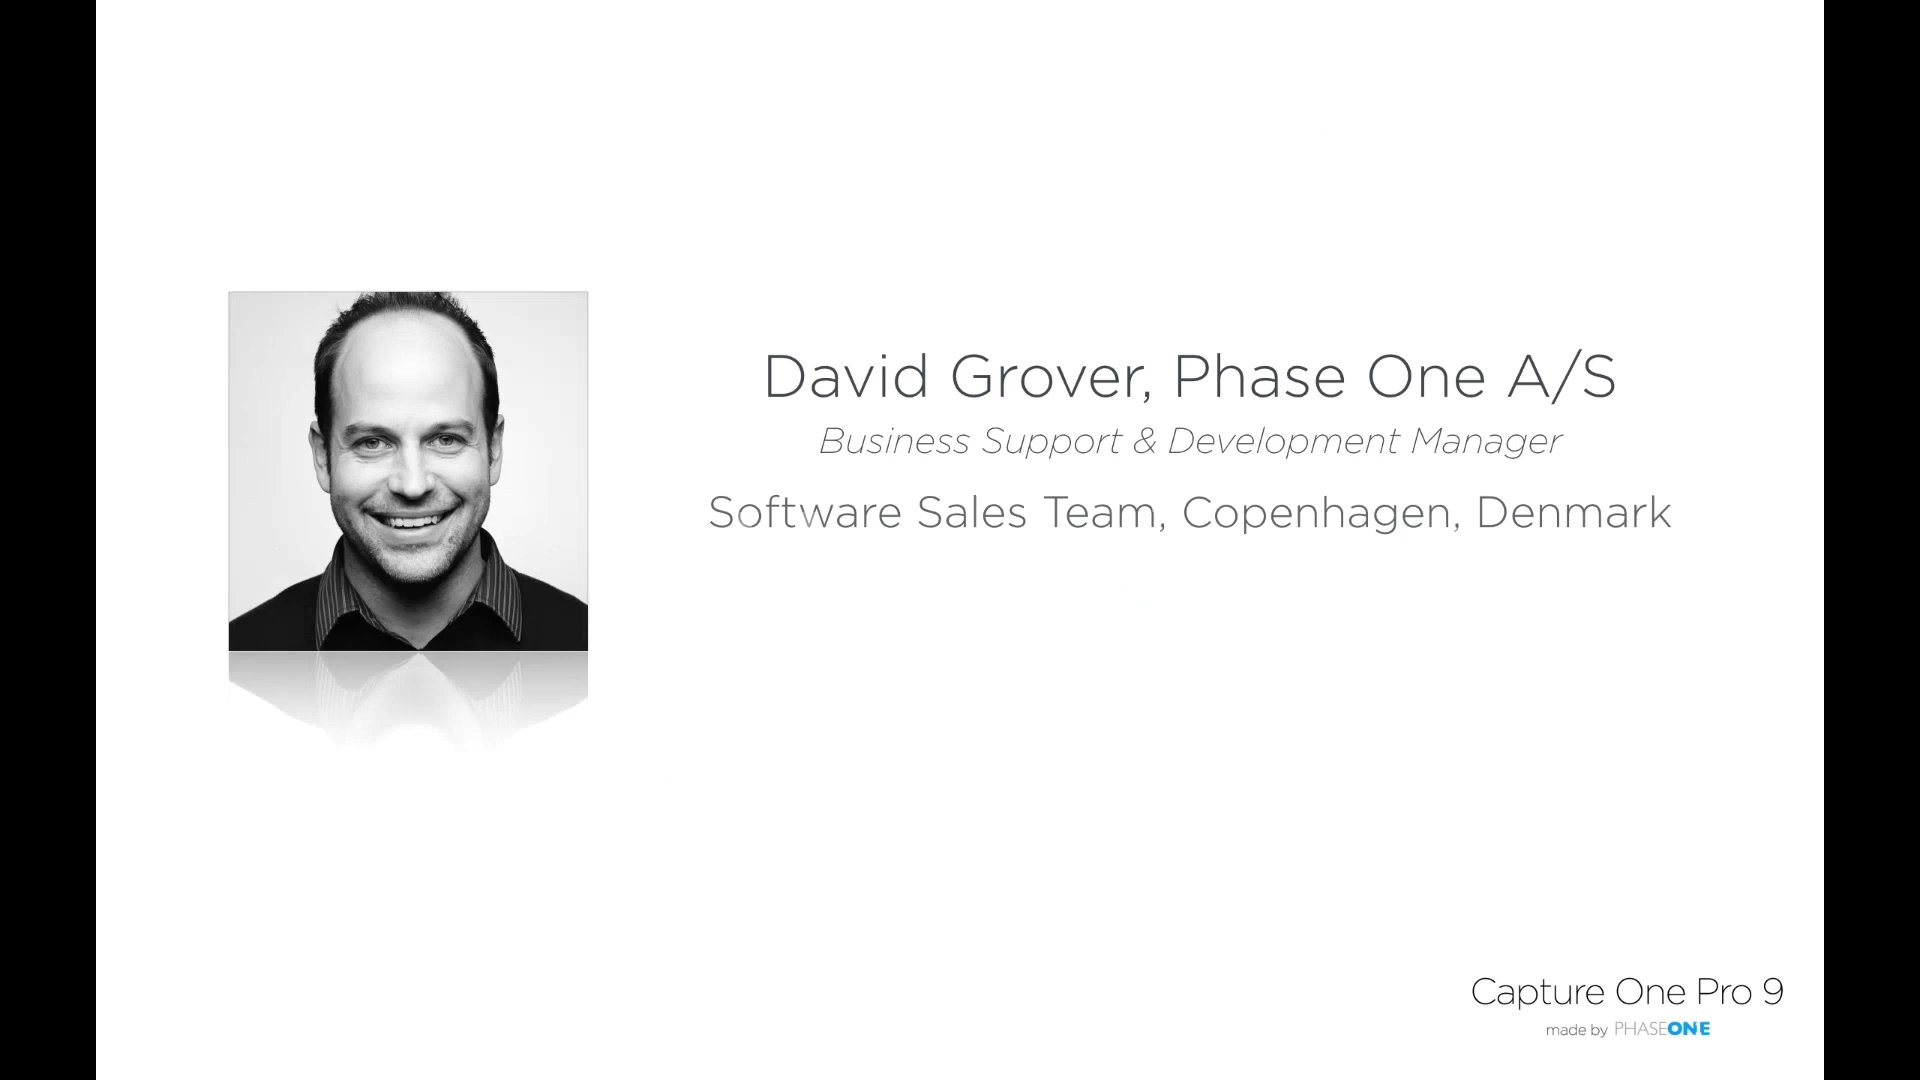 David Grover, Phase One A/S
Business Support & Development Manager
Software Sales Team, Copenhagen, Denmark
Capture One Pro 9
made by PHASEONE